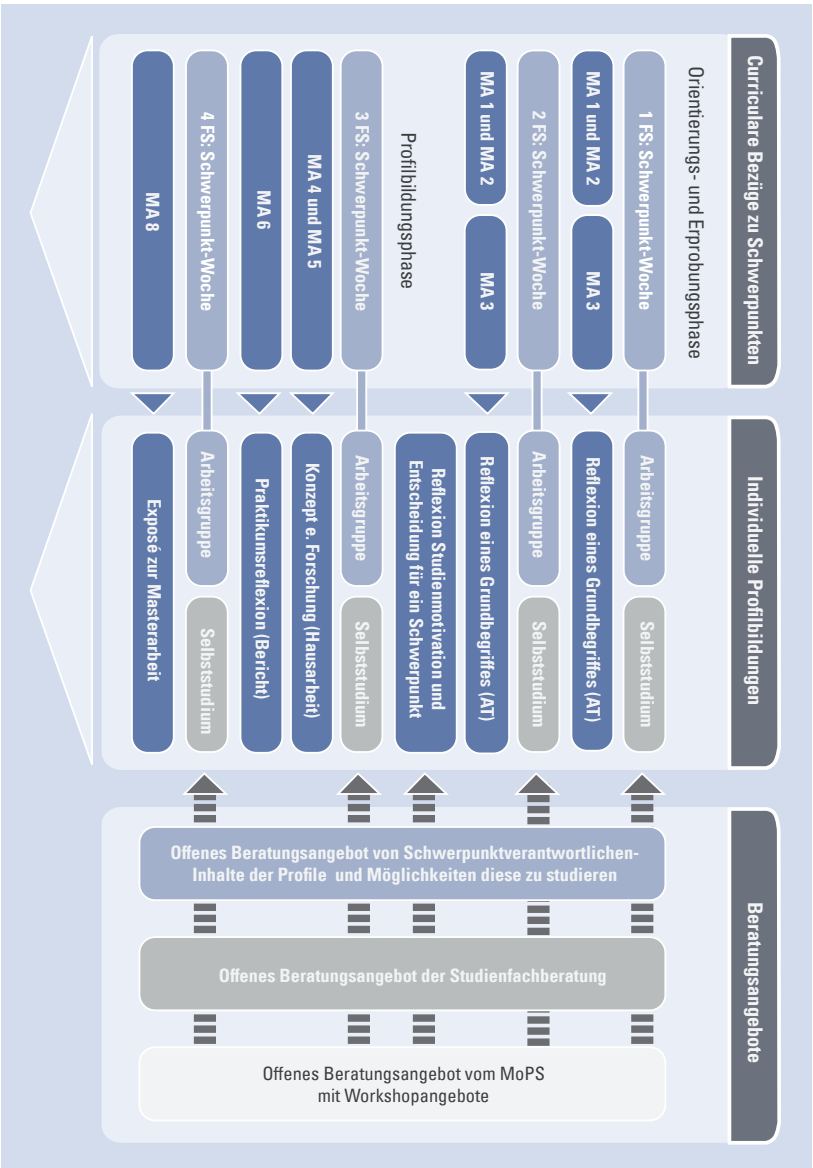 Curriculare Bezüge zu Schwerpunkten
Orientierungs- und Erprobungsphase
1 FS: Schwerpunkt-Woche
MA 1 und MA 2
MA 3
2 FS: Schwerpunkt-Woche
MA 1 und MA 2
MA 3
Profilbildungsphase
3 FS: Schwerpunkt-Woche
MA 4 und MA 5
MA 6
4 FS: Schwerpunkt-Woche
MA 8
Individuelle Profilbildungen
Arbeitsgruppe
Selbststudium
Reflexion eines Grundbegriffes (AT)
Arbeitsgruppe
Selbststudium
Reflexion eines Grundbegriffes (AT)
Reflexion Studienmotivation und
Entscheidung für ein Schwerpunkt
Arbeitsgruppe
Selbststudium
Konzept e. Forschung (Hausarbeit)
Praktikumsreflexion (Bericht)
Arbeitsgruppe
Selbststudium
Exposé zur Masterarbeit
Beratungsangebote
Offenes Beratungsangebot von Schwerpunktverantwortlichen-
Inhalte der Profile und Möglichkeiten diese zu studieren
Offenes Beratungsangebot der Studienfachberatung
Offenes Beratungsangebot vom MoPS
mit Workshopangebote